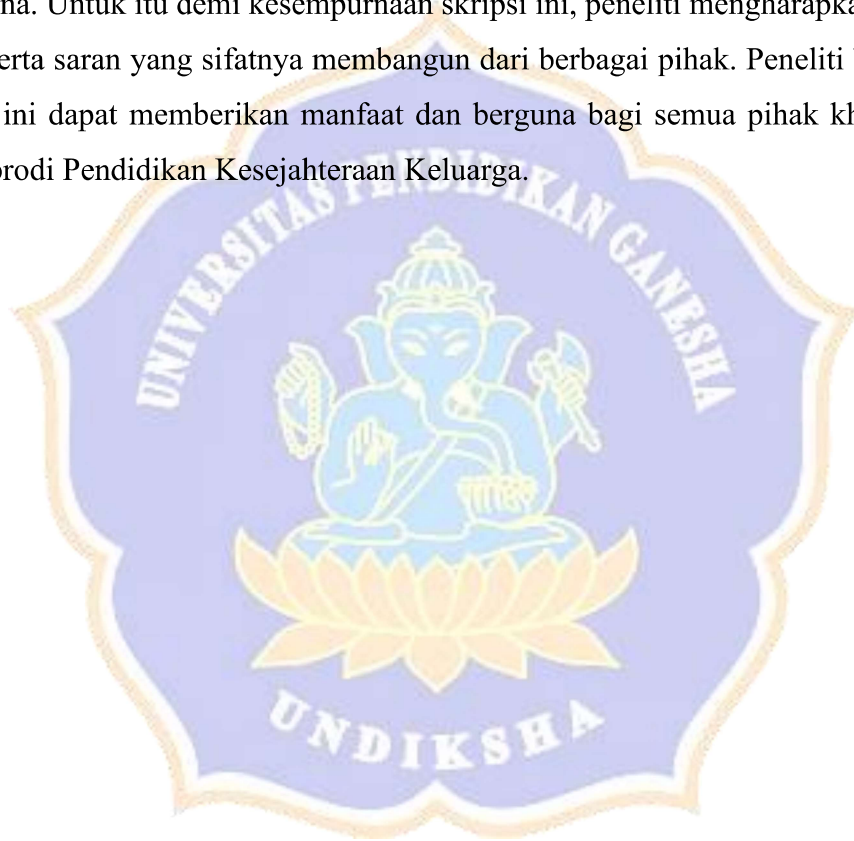 na. Untuk itu demi kesempurnaan skripsi ini, peneliti mengharapka
erta saran yang sifatnya membangun dari berbagai pihak. Peneliti
ini dapat memberikan manfaat dan berguna bagi semua pihak kh
prodi Pendidikan Kesejahteraan Keluarga.
UNIVERSITAS PENDIDIKAN GANESHA
UNDIKSHA